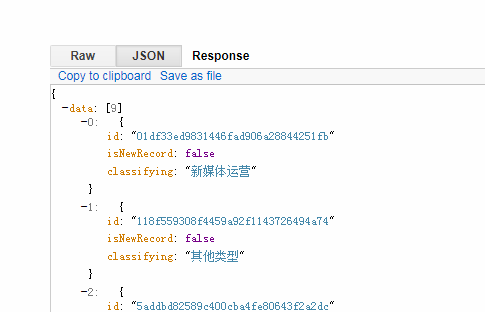 Raw JSON Response
Copy to clipboard Save as file
{
−data: [9]
−0: {
id: "01df33ed9831446fad906a28844251fb"
isNewRecord: false
classifying: "新媒体运营"
}
−1: {
id: "118f559308f4459a92f1143726494a74"
isNewRecord: false
classifying: "其他类型"
}
−2: {
id: "5addbd82589c400cba4fe80643f2a2dc"